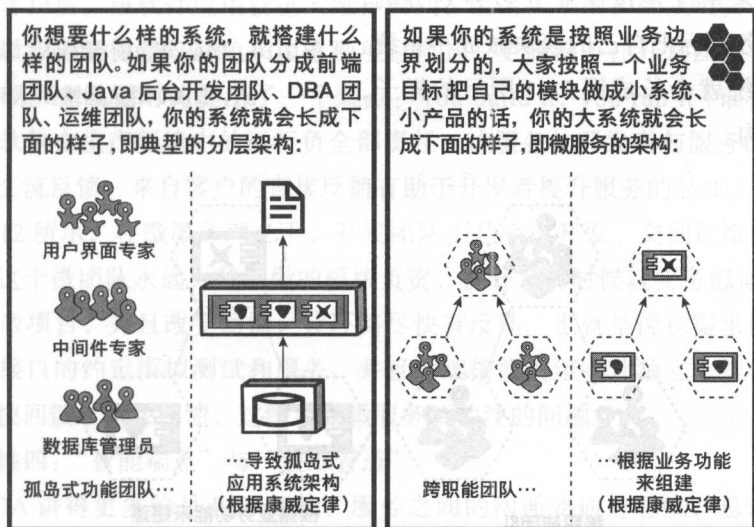 你想要什么样的系统，就搭建什么
样的团队。如果你的团队分成前端
团队、Java 后台开发团队、DBA 团
队、运维团队，你的系统就会长成下
面的样子，即典型的分层架构：
用户界面专家
中间件专家
数据库管理员
孤岛式功能团队…
…导致孤岛式
应用系统架构
（根据康威定律）
如果你的系统是按照业务边
界划分的，大家按照一个业务
目标把自己的模块做成小系统、
小产品的话，你的大系统就会长
成下面的样子，即微服务的架构：
跨职能团队…
…根据业务功能
来组建
（根据康威定律）